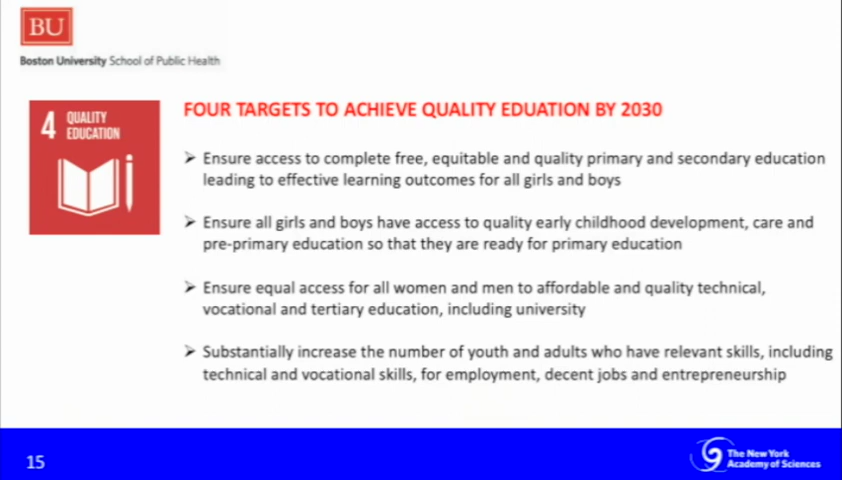 BU
Boston University School of Public Health
4 QUALITY
EDUCATION
FOUR TARGETS TO ACHIEVE QUALITY EDUATION BY 2030
➢ Ensure access to complete free, equitable and quality primary and secondary education
leading to effective learning outcomes for all girls and boys
➢ Ensure all girls and boys have access to quality early childhood development, care and
pre-primary education so that they are ready for primary education
➢ Ensure equal access for all women and men to affordable and quality technical,
vocational and tertiary education, including university
➢ Substantially increase the number of youth and adults who have relevant skills, including
technical and vocational skills, for employment, decent jobs and entrepreneurship
15
The New York
Academy of Sciences